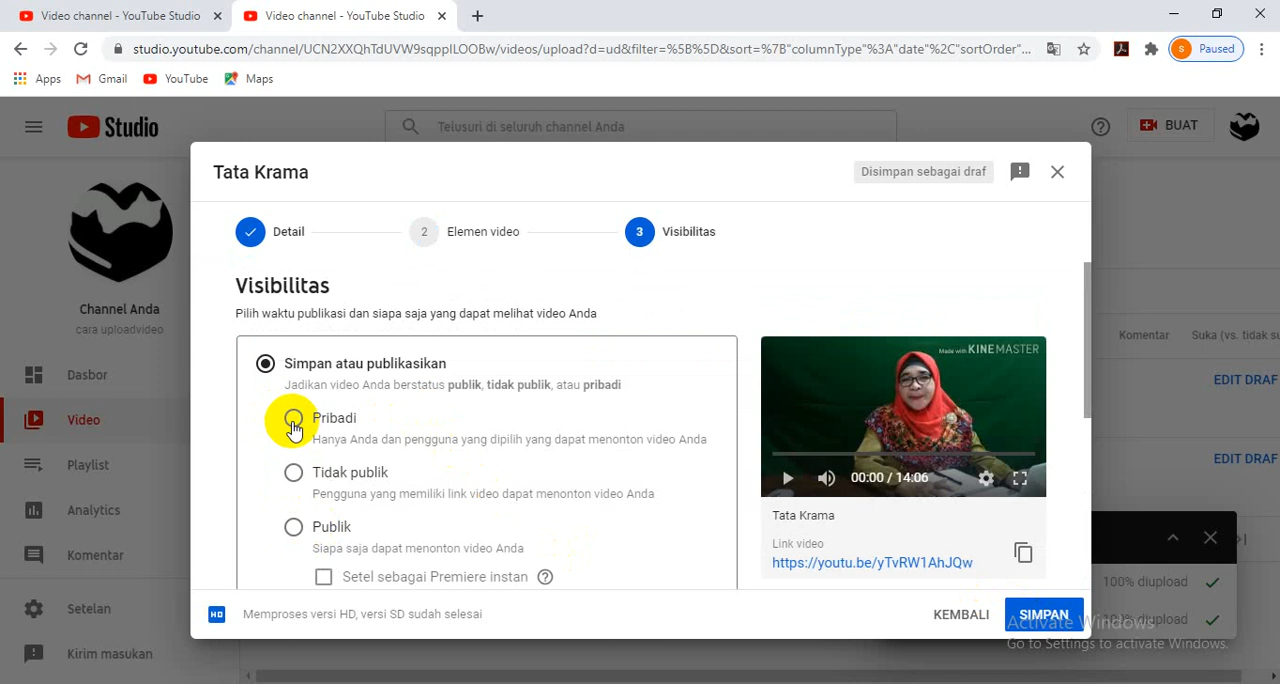 Video channel - YouTube Studio
Video channel - YouTube Studio
studio.youtube.com/channel/UCN2XXQhTdUVW9sqppILOOBw/videos/upload?d=ud&filter=%5B%5D&sort=%7B"columnType"%3A"date"%2C"sortOrder"...
S Paused
Apps Gmail YouTube Maps
Studio
Telusuri di seluruh channel Anda
BUAT
Tata Krama
Disimpan sebagai draf
Detail
2 Elemen video
3 Visibilitas
Visibilitas
Pilih waktu publikasi dan siapa saja yang dapat melihat video Anda
Simpan atau publikasikan
Jadikan video Anda berstatus publik, tidak publik, atau pribadi
Pribadi
Hanya Anda dan pengguna yang dipilih yang dapat menonton video Anda
Tidak publik
Pengguna yang memiliki link video dapat menonton video Anda
Publik
Siapa saja dapat menonton video Anda
Setel sebagai Premiere instan
Made with KINEMASTER
00:00 / 14:06
Tata Krama
Link video
https://youtu.be/yTvRW1AhJQw
HD Memproses versi HD, versi SD sudah selesai
KEMBALI
SIMPAN
Channel Anda
cara uploadvideo
Dasbor
Video
Playlist
Analytics
Komentar
Setelan
Kirim masukan
Komentar
Suka (vs. tidak su
EDIT DRAF
EDIT DRAF
100% diupload
100% diupload
Activate Windows
Go to Settings to activate Windows.